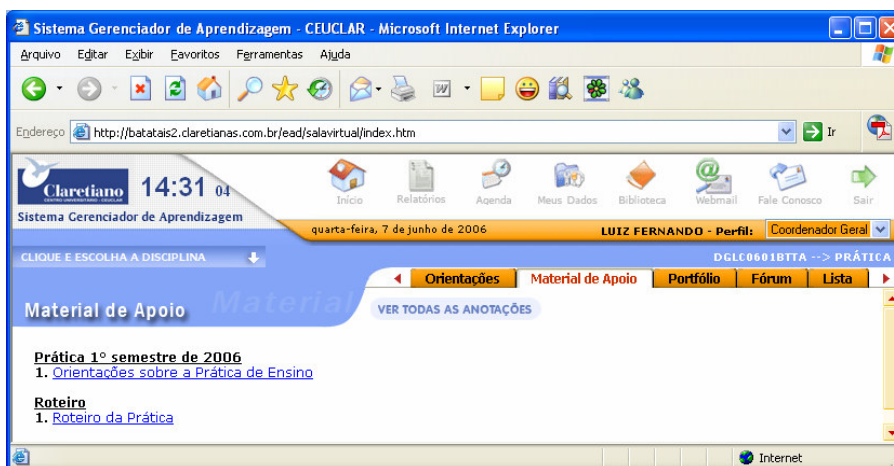 Sistema Gerenciador de Aprendizagem - CEUCLAR - Microsoft Internet Explorer
Arquivo Editar Exibir Favoritos Ferramentas Ajuda
Endereço http://batatais2.claretianas.com.br/ead/salavirtual/index.htm Ir
Claretiano 14:31 04
CENTRO UNIVERSITÁRIO - CEUCLAR
Sistema Gerenciador de Aprendizagem
Início Relatórios Agenda Meus Dados Biblioteca Webmail Fale Conosco Sair
quarta-feira, 7 de junho de 2006 LUIZ FERNANDO - Perfil: Coordenador Geral
CLIQUE E ESCOLHA A DISCIPLINA DGLC0601BTTA --> PRÁTICA
Orientações Material de Apoio Portfólio Fórum Lista
Material de Apoio Material VER TODAS AS ANOTAÇÕES
Prática 1º semestre de 2006
1. Orientações sobre a Prática de Ensino
Roteiro
1. Roteiro da Prática
Internet